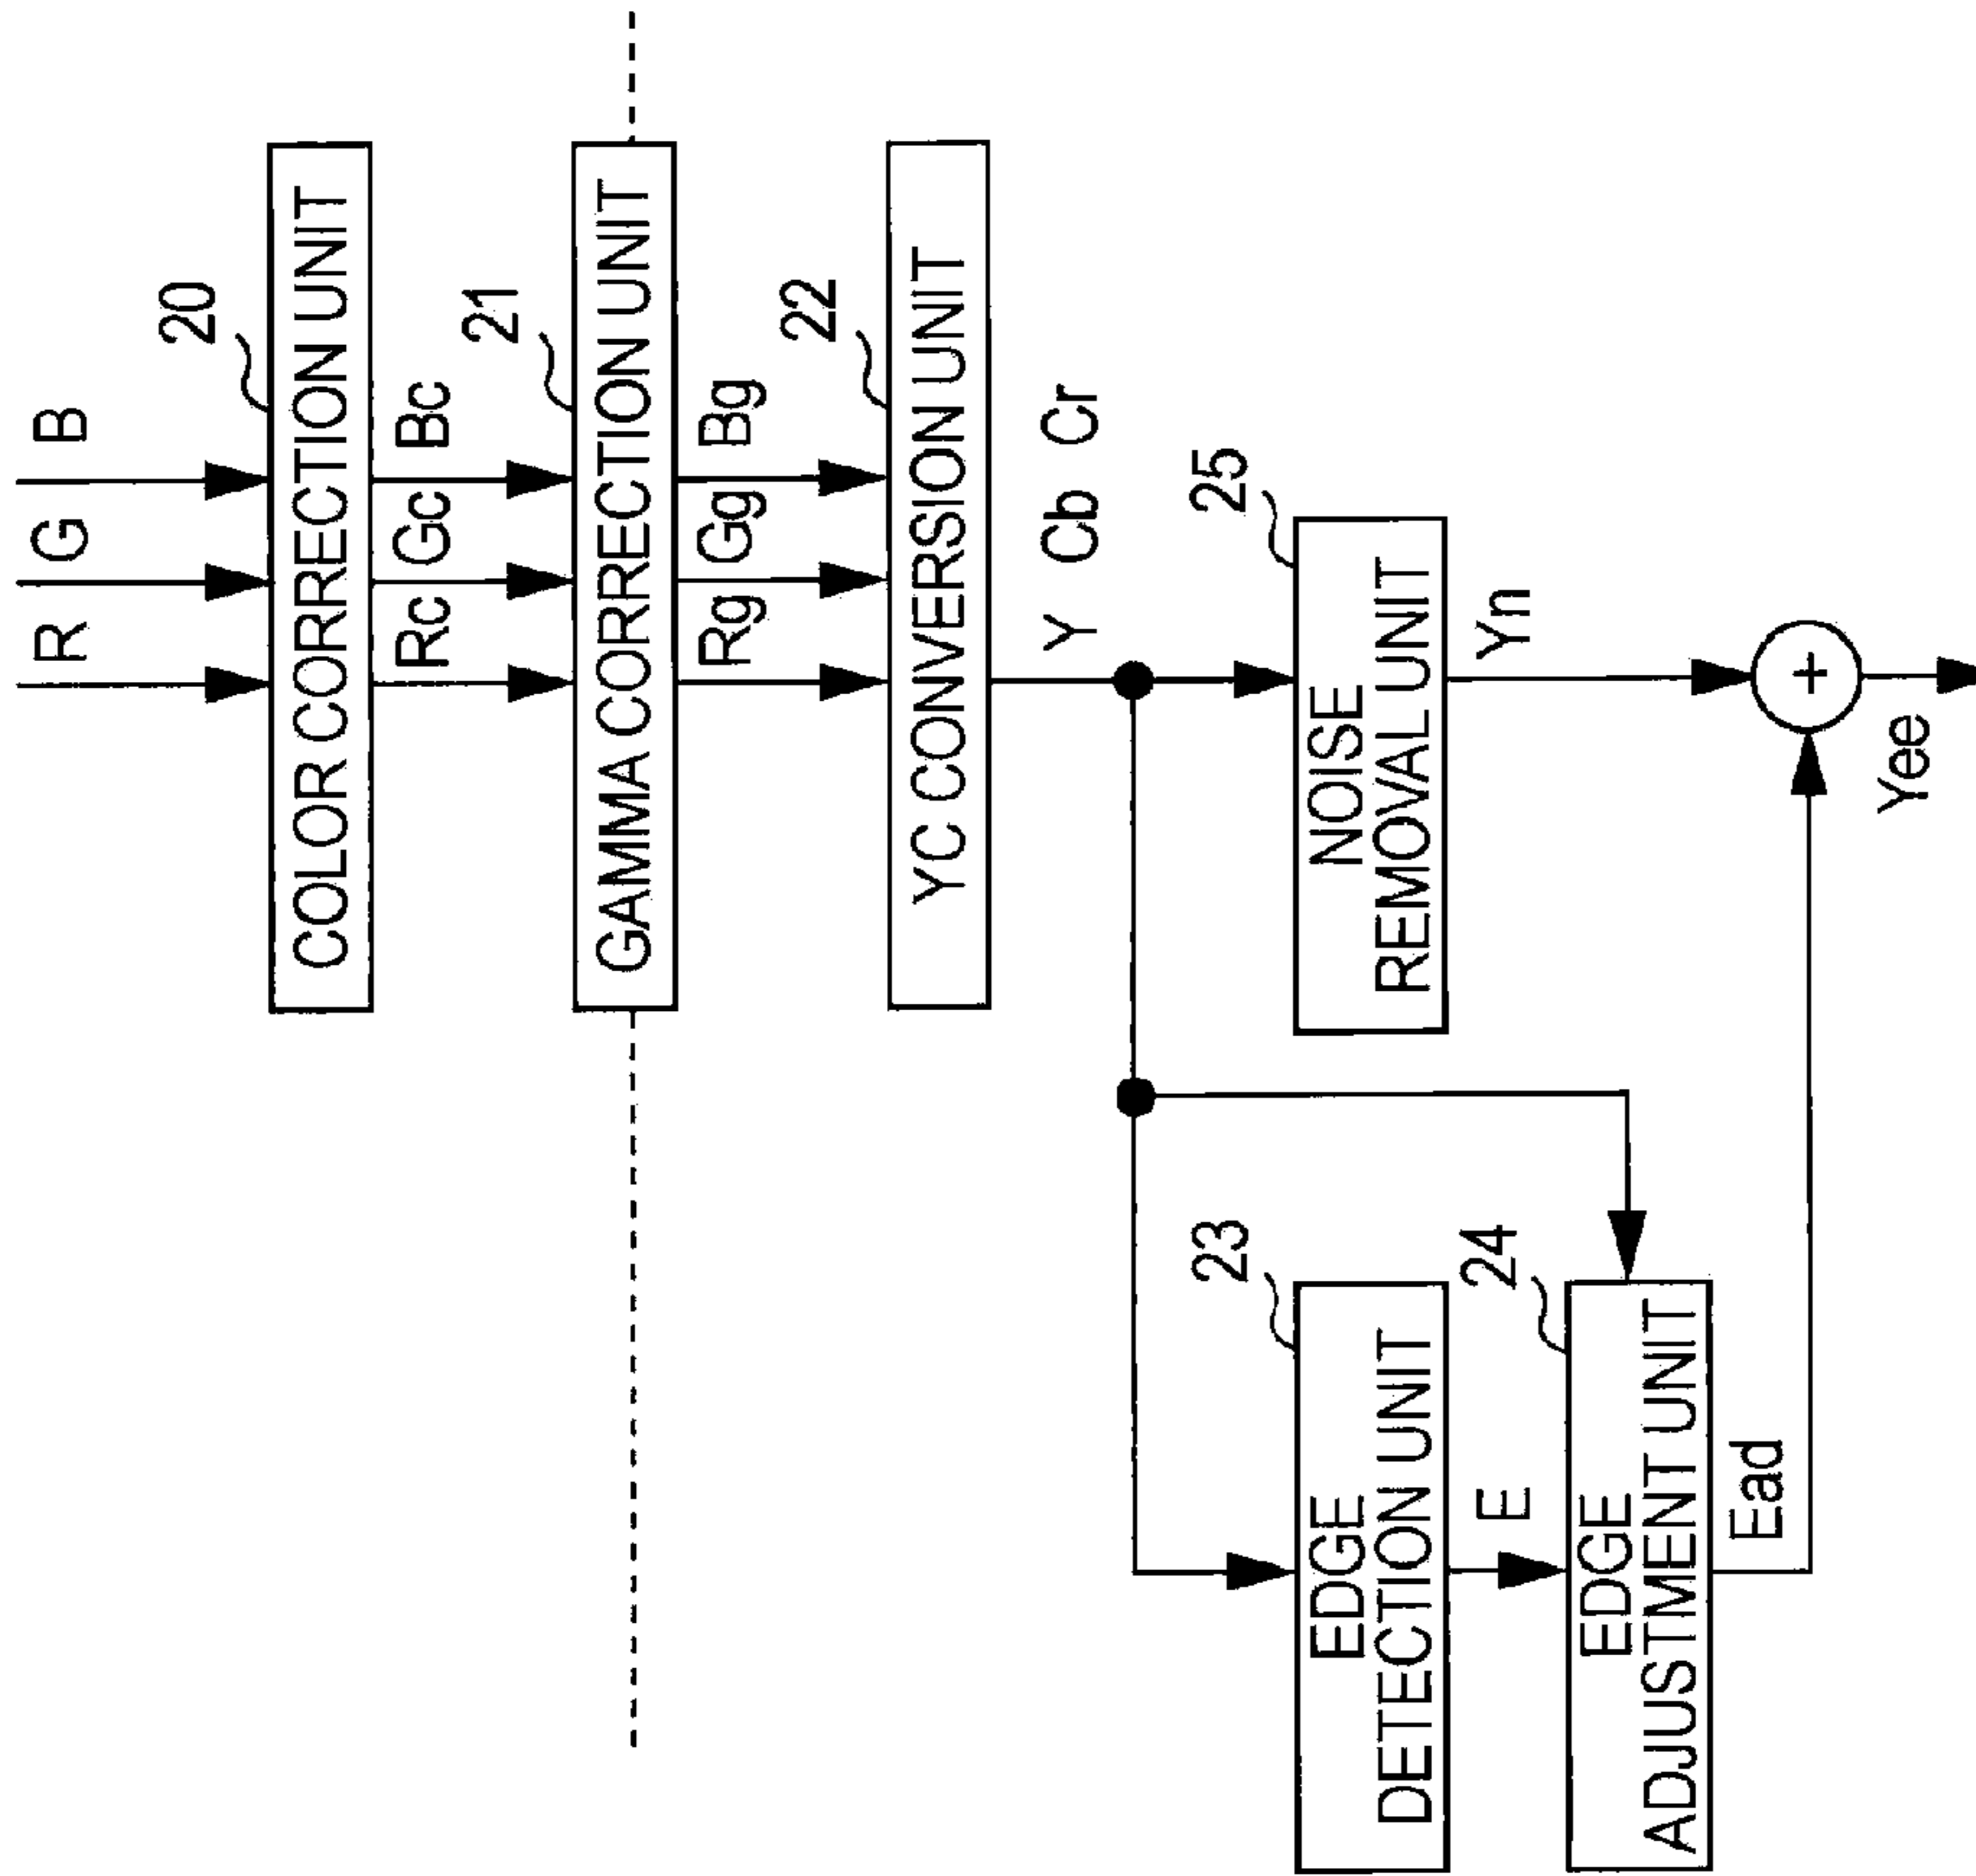 R
G
B
20
COLOR CORRECTION UNIT
Rc
Gc
Bc
21
GAMMA CORRECTION UNIT
Rg
Gg
Bg
22
YC CONVERSION UNIT
Y Cb Cr
23
EDGE
DETECTION UNIT
E
24
EDGE
ADJUSTMENT UNIT
Ead
25
NOISE
REMOVAL UNIT
Yn
+
Yee